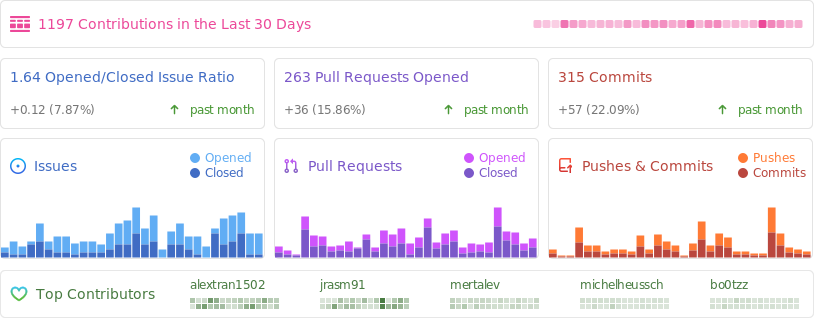 1197 Contributions in the Last 30 Days
1.64 Opened/Closed Issue Ratio
+0.12 (7.87%)
past month
263 Pull Requests Opened
+36 (15.86%)
past month
315 Commits
+57 (22.09%)
past month
Issues
Opened
Closed
Pull Requests
Opened
Closed
Pushes & Commits
Pushes
Commits
Top Contributors
alextran1502
jrasm91
mertalev
michelheussch
bo0tzz